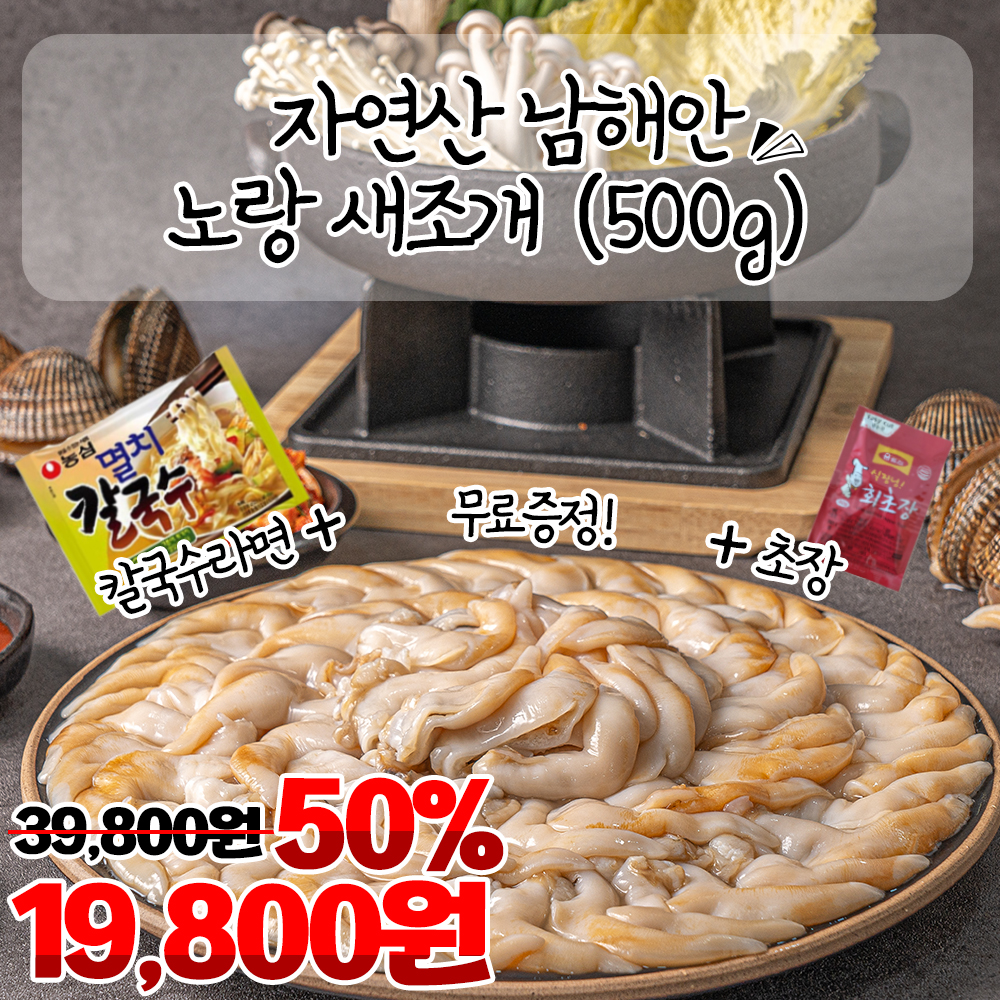 자연산 남해안
노랑 새조개 (500g)
농심
멸치
칼국수
칼국수라면 +
무료증정!
회초장
+ 초장
39,800원 50%
19,800원